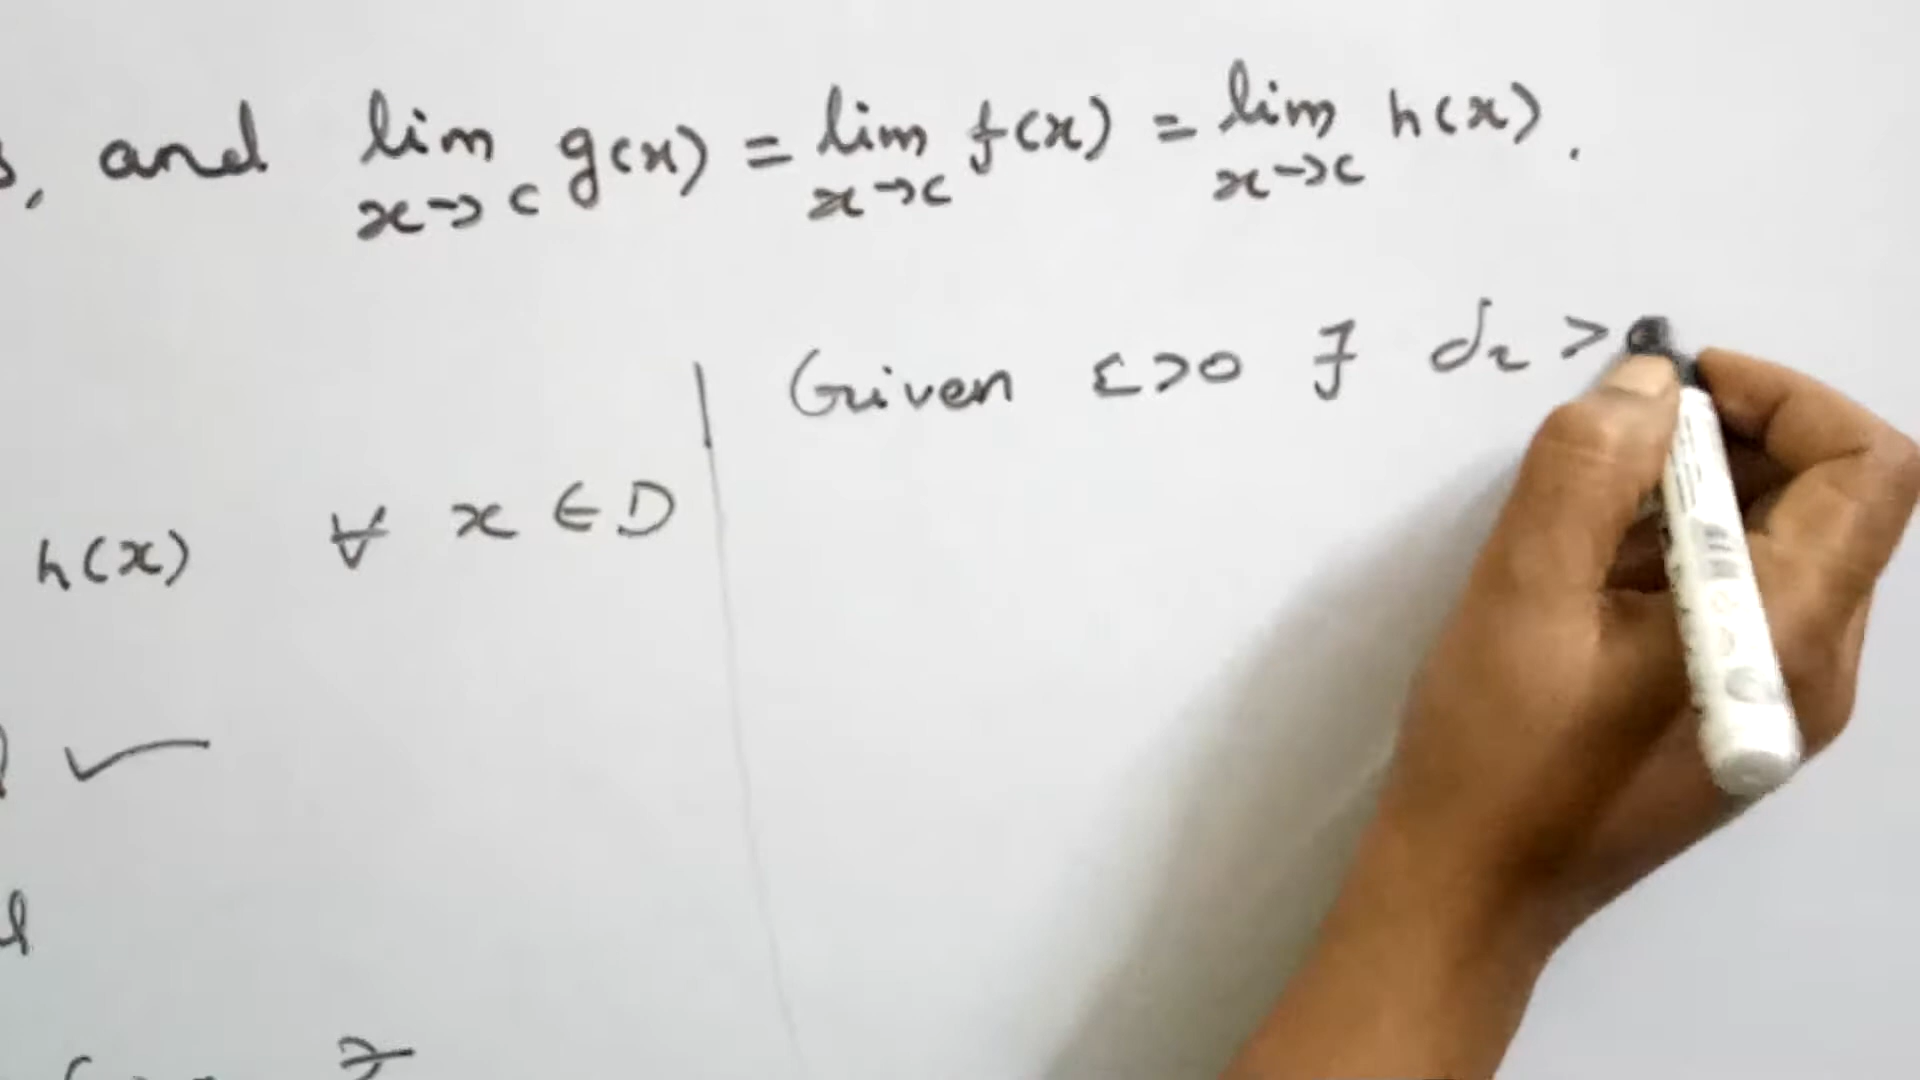 , and lim x→c g(x) = lim x→c f(x) = lim x→c h(x).
h(x) ∀ x ∈ D
Given ε>0 ∃ δ₂ >